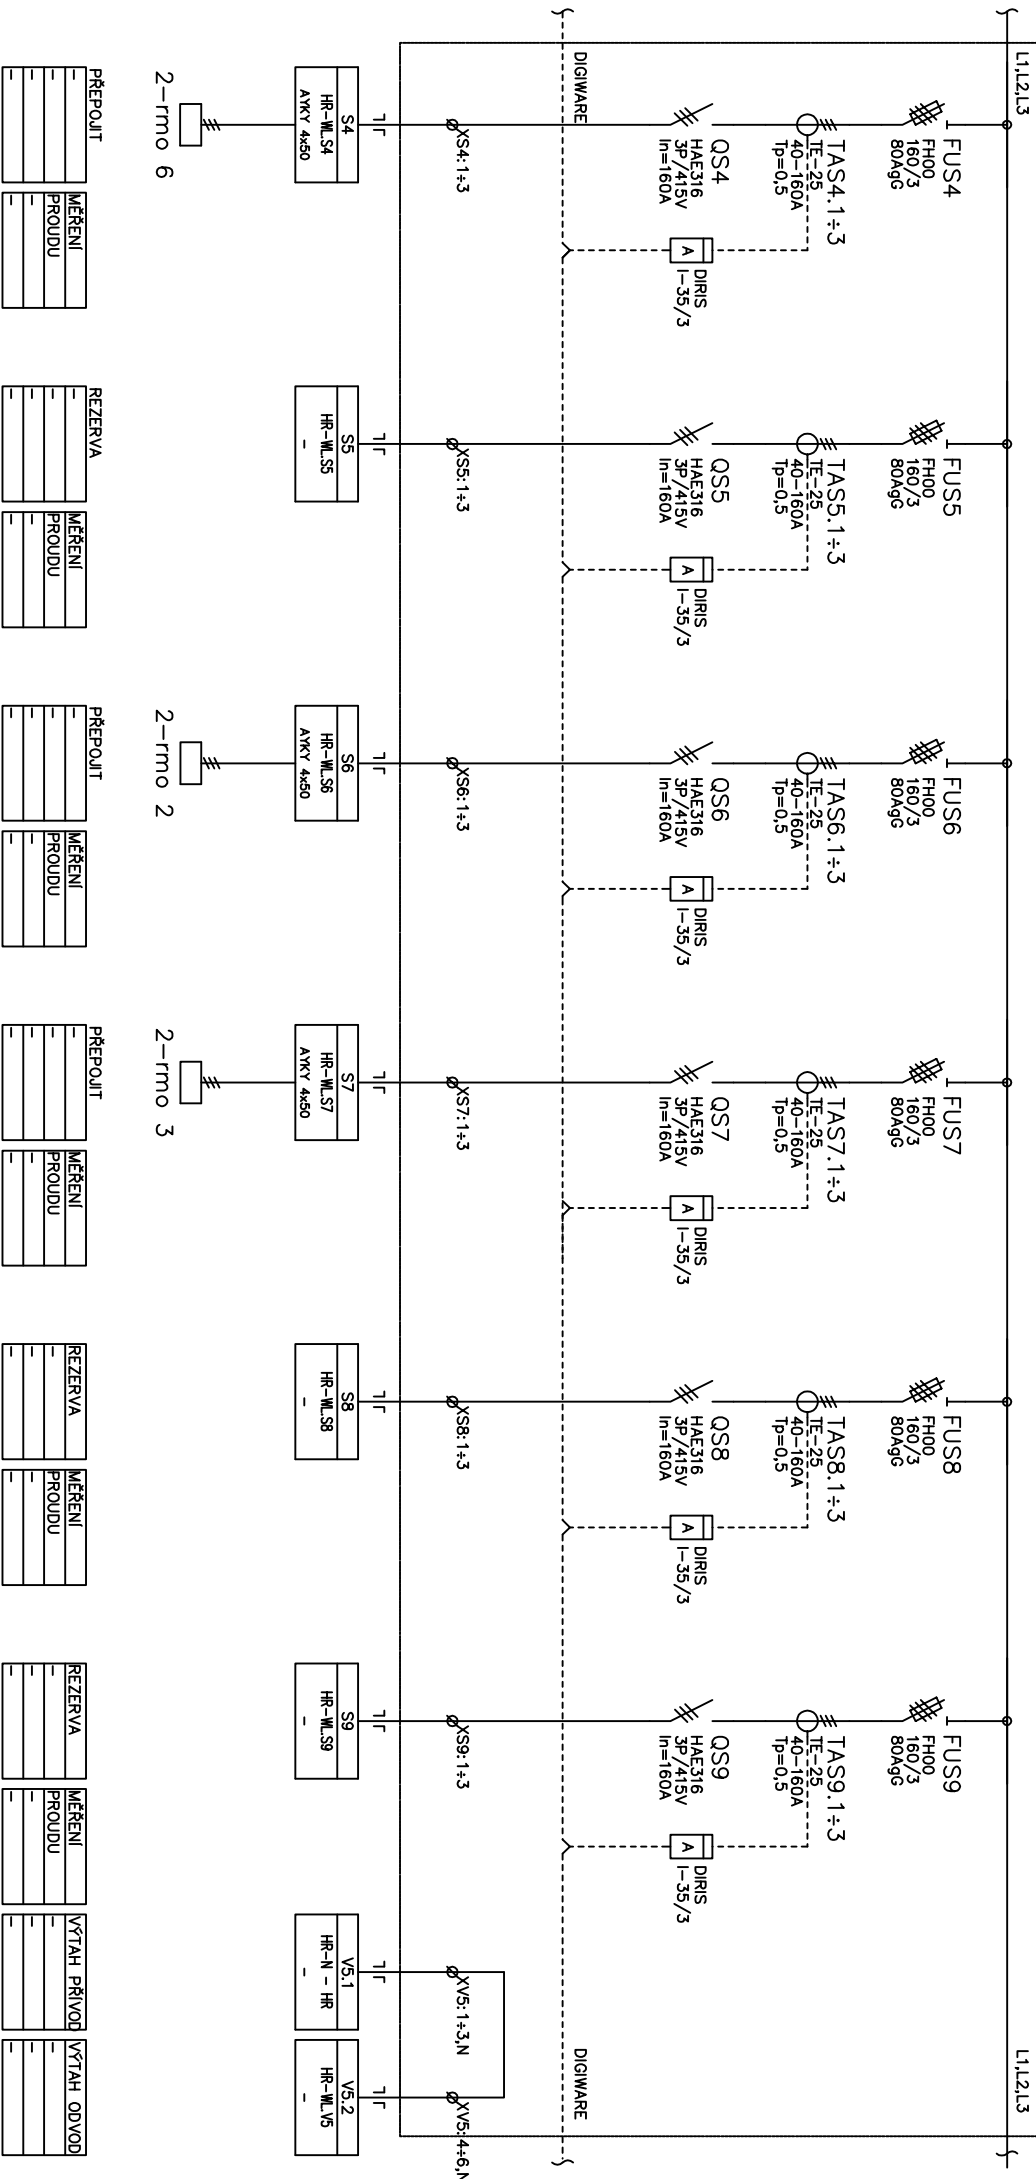 L1,L2,L3
L1,L2,L3
FUS4
FH00
160/3
80AgG
TAS4.1÷3
TE-25
40-160A
Tp=0,5
QS4
HAE316
3P/415V
In=160A
A
DIRIS
I-35/3
FUS5
FH00
160/3
80AgG
TAS5.1÷3
TE-25
40-160A
Tp=0,5
QS5
HAE316
3P/415V
In=160A
A
DIRIS
I-35/3
FUS6
FH00
160/3
80AgG
TAS6.1÷3
TE-25
40-160A
Tp=0,5
QS6
HAE316
3P/415V
In=160A
A
DIRIS
I-35/3
FUS7
FH00
160/3
80AgG
TAS7.1÷3
TE-25
40-160A
Tp=0,5
QS7
HAE316
3P/415V
In=160A
A
DIRIS
I-35/3
FUS8
FH00
160/3
80AgG
TAS8.1÷3
TE-25
40-160A
Tp=0,5
QS8
HAE316
3P/415V
In=160A
A
DIRIS
I-35/3
FUS9
FH00
160/3
80AgG
TAS9.1÷3
TE-25
40-160A
Tp=0,5
QS9
HAE316
3P/415V
In=160A
A
DIRIS
I-35/3
DIGIWARE
DIGIWARE
XS4:1÷3
XS5:1÷3
XS6:1÷3
XS7:1÷3
XS8:1÷3
XS9:1÷3
XV5:1÷3,N
XV5:4÷6,N
S4
HR-WL.S4
AYKY 4x50
S5
HR-WL.S5
-
S6
HR-WL.S6
AYKY 4x50
S7
HR-WL.S7
AYKY 4x50
S8
HR-WL.S8
-
S9
HR-WL.S9
-
V5.1
HR-N - HR
-
V5.2
HR-WL.V5
-
2-rmo 6
2-rmo 2
2-rmo 3
PŘEPOJIT
-
-
-
-
MĚŘENÍ
PROUDU
-
-
REZERVA
-
-
-
-
MĚŘENÍ
PROUDU
-
-
PŘEPOJIT
-
-
-
-
MĚŘENÍ
PROUDU
-
-
PŘEPOJIT
-
-
-
-
MĚŘENÍ
PROUDU
-
-
REZERVA
-
-
-
MĚŘENÍ
PROUDU
-
-
REZERVA
-
-
-
MĚŘENÍ
PROUDU
-
-
VÝTAH PŘÍVOD
-
-
-
VÝTAH ODVOD
-
-
-